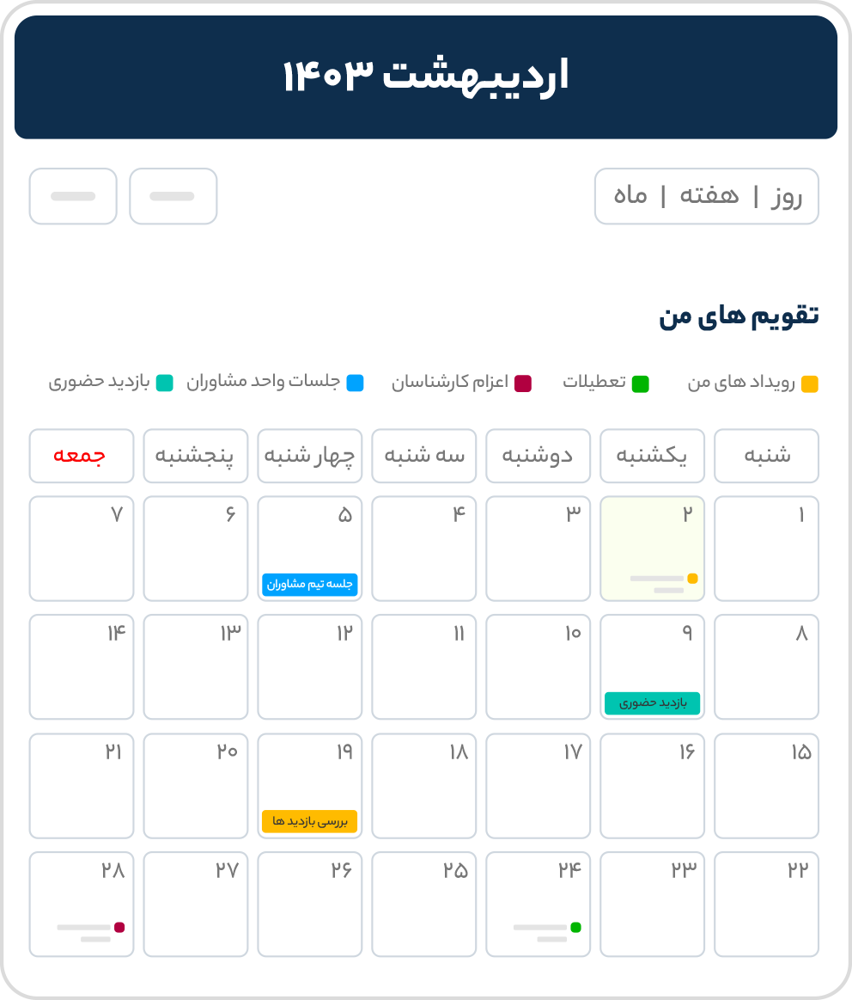 اردیبهشت ۱۴۰۳
روز | هفته | ماه
تقویم های من
رویداد های من تعطیلات اعزام کارشناسان جلسات واحد مشاوران بازدید حضوری
شنبه یکشنبه دوشنبه سه شنبه چهار شنبه پنجشنبه جمعه
۱ ۲ ۳ ۴ ۵ ۶ ۷
جلسه تیم مشاوران
۸ ۹ ۱۰ ۱۱ ۱۲ ۱۳ ۱۴
بازدید حضوری
۱۵ ۱۶ ۱۷ ۱۸ ۱۹ ۲۰ ۲۱
بررسی بازدید ها
۲۲ ۲۳ ۲۴ ۲۵ ۲۶ ۲۷ ۲۸